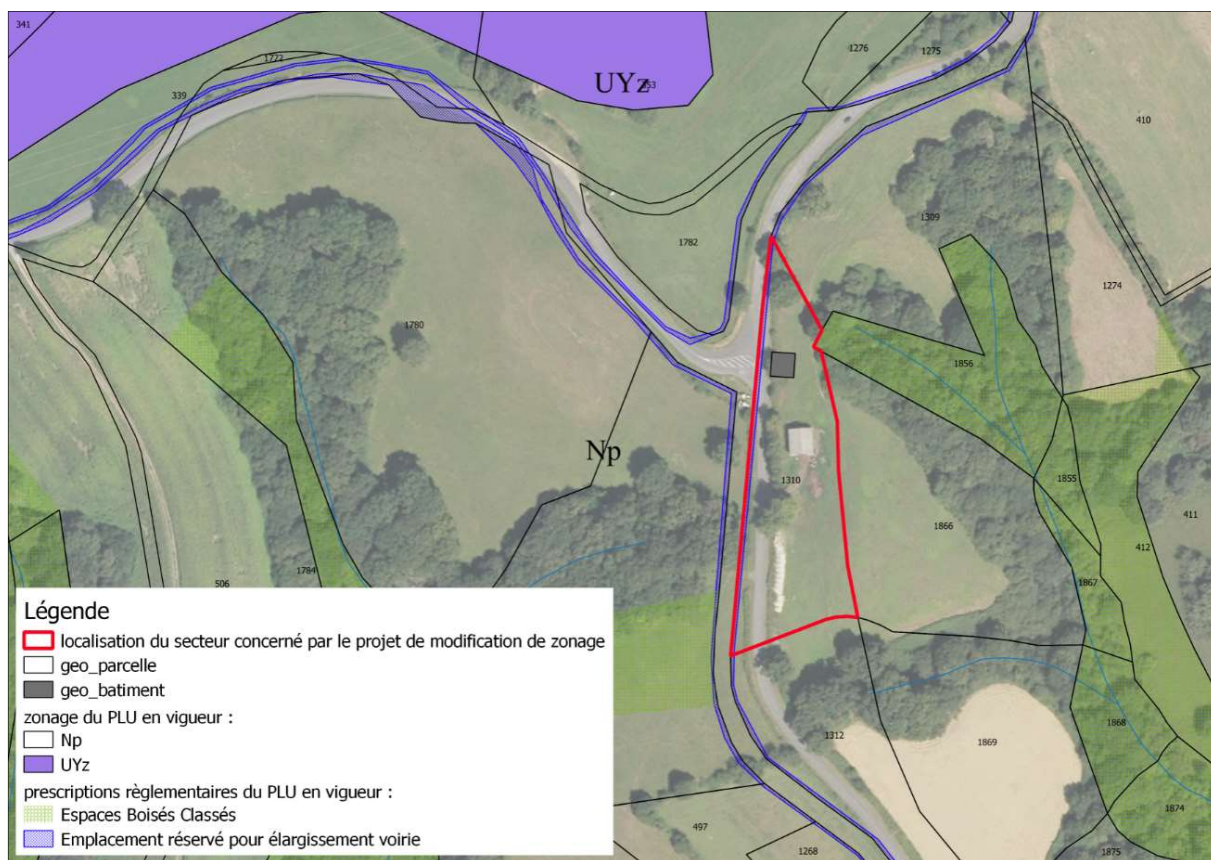 341
1276
1275
1722
UYz
353
339
410
1309
1782
1274
1780
1856
Np
1310
1855
411
1866
412
1784
506
1867
1868
1312
1869
497
1874
1268
1875
Légende
localisation du secteur concerné par le projet de modification de zonage
geo_parcelle
geo_batiment
zonage du PLU en vigueur :
Np
UYz
prescriptions règlementaires du PLU en vigueur :
Espaces Boisés Classés
Emplacement réservé pour élargissement voirie